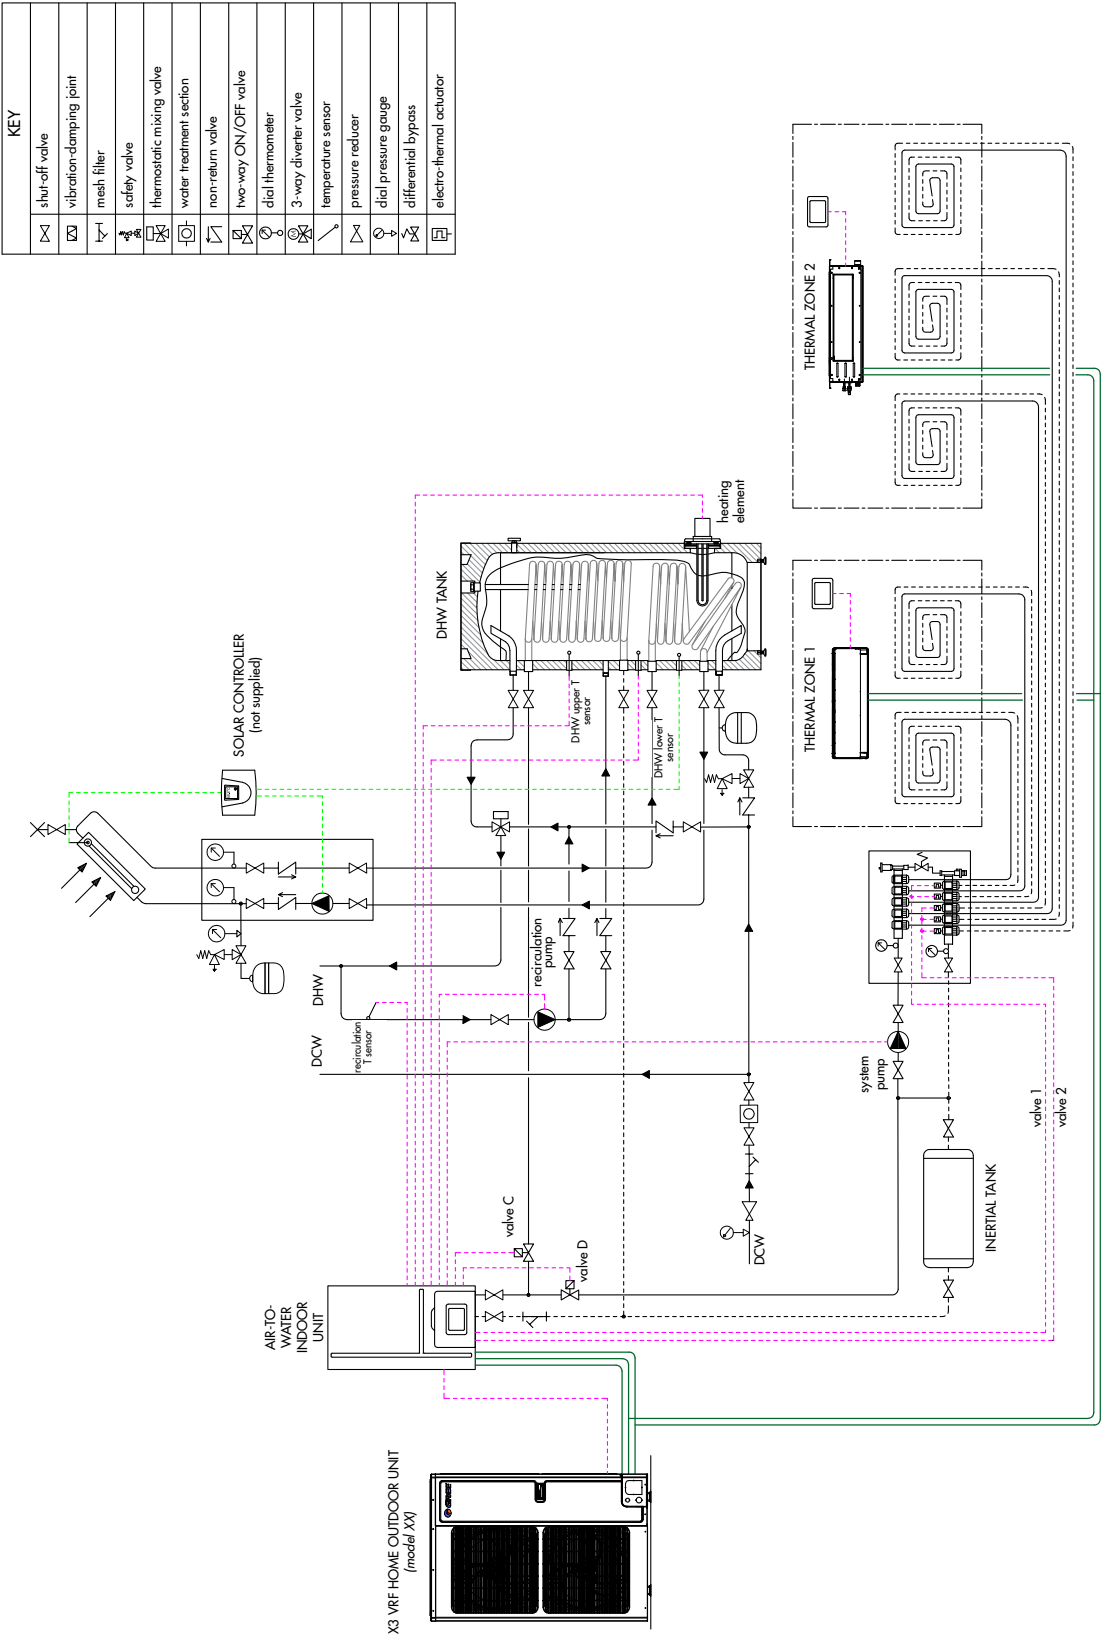 KEY
shut-off valve
vibration-damping joint
mesh filter
safety valve
thermostatic mixing valve
water treatment section
non-return valve
two-way ON/OFF valve
dial thermometer
3-way diverter valve
temperature sensor
pressure reducer
dial pressure gauge
differential bypass
electro-thermal actuator
X3 VRF HOME OUTDOOR UNIT
(model XX)
AIR-TO-
WATER
INDOOR
UNIT
SOLAR CONTROLLER
(not supplied)
DHW
DCW
recirculation
T sensor
recirculation
pump
DHW TANK
DHW upper T
sensor
DHW lower T
sensor
heating
element
valve C
valve D
DCW
system
pump
INERTIAL TANK
valve 1
valve 2
THERMAL ZONE 1
THERMAL ZONE 2